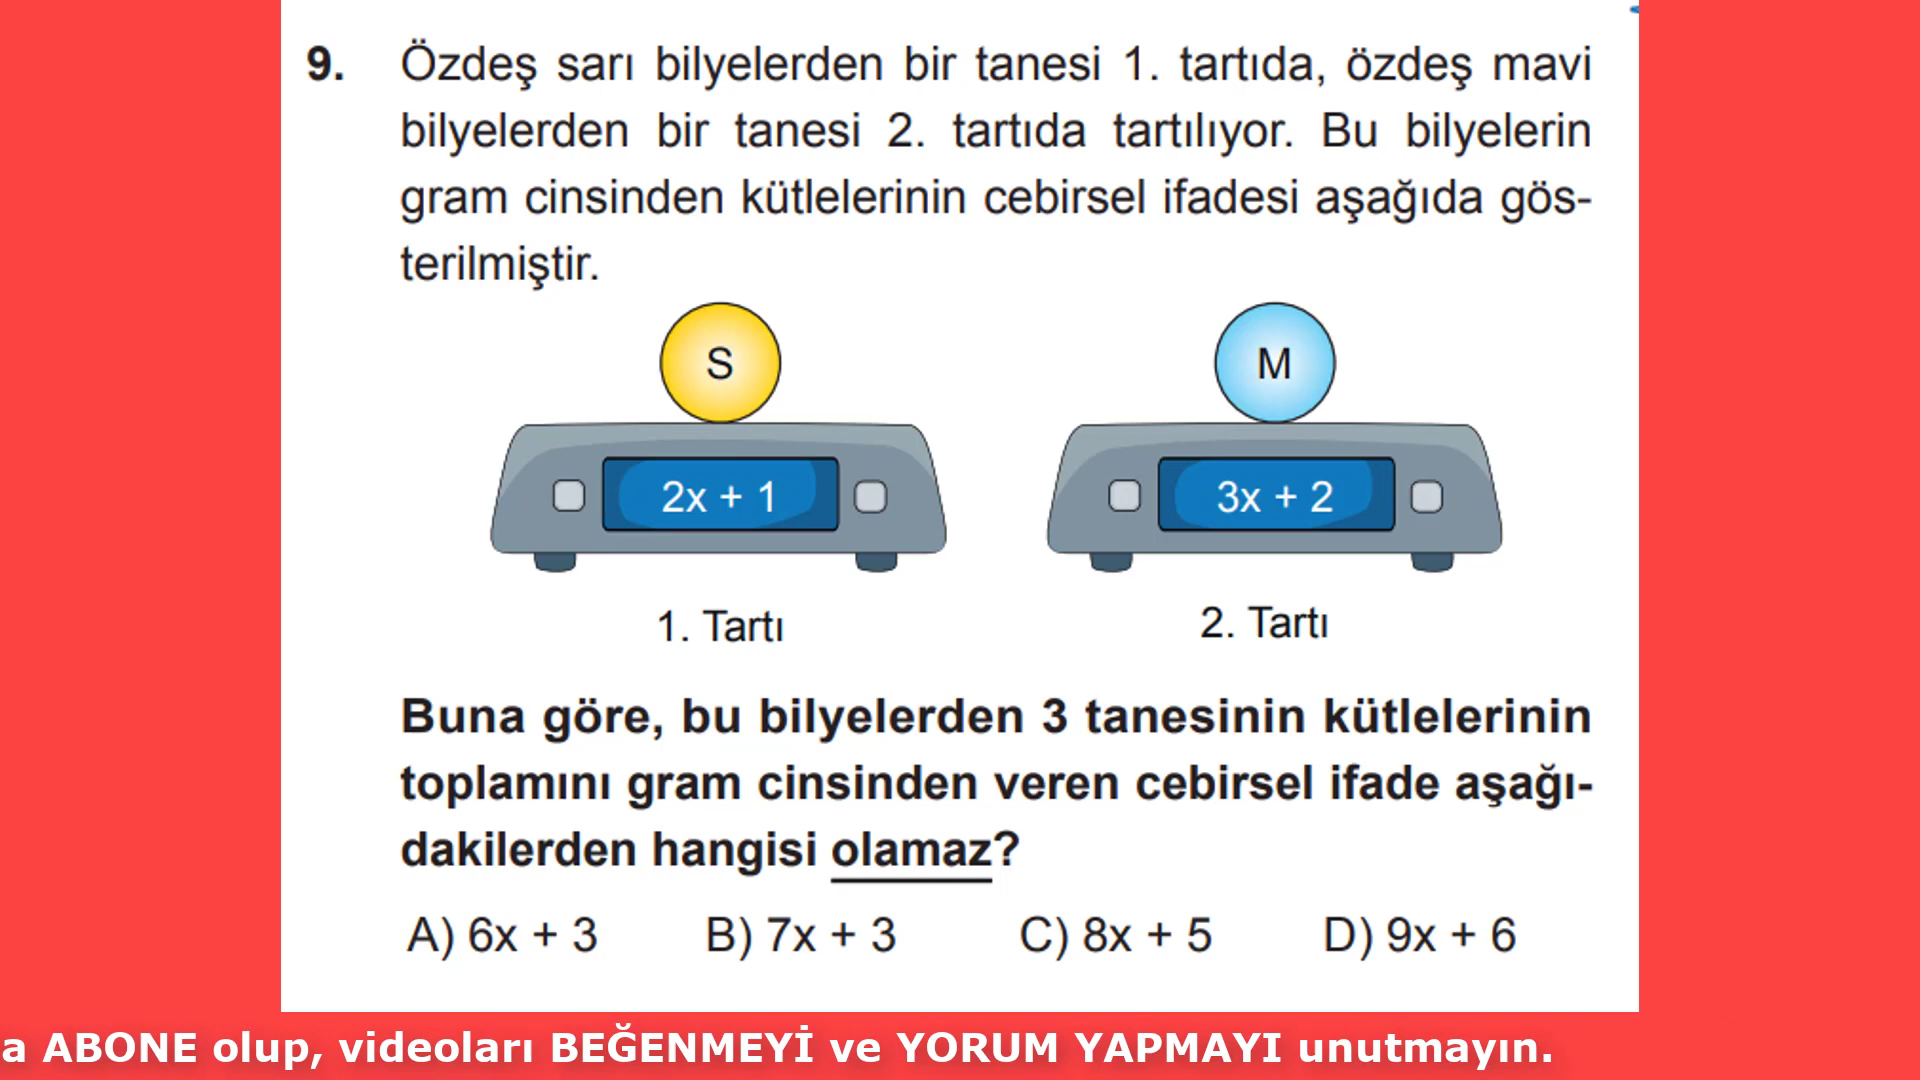 9. Özdeş sarı bilyelerden bir tanesi 1. tartıda, özdeş mavi
bilyelerden bir tanesi 2. tartıda tartılıyor. Bu bilyelerin
gram cinsinden kütlelerinin cebirsel ifadesi aşağıda gös-
terilmiştir.
S M
2x + 1 3x + 2
1. Tartı 2. Tartı
Buna göre, bu bilyelerden 3 tanesinin kütlelerinin
toplamını gram cinsinden veren cebirsel ifade aşağı-
dakilerden hangisi olamaz?
A) 6x + 3 B) 7x + 3 C) 8x + 5 D) 9x + 6
a ABONE olup, videoları BEĞENMEYİ ve YORUM YAPMAYI unutmayın.